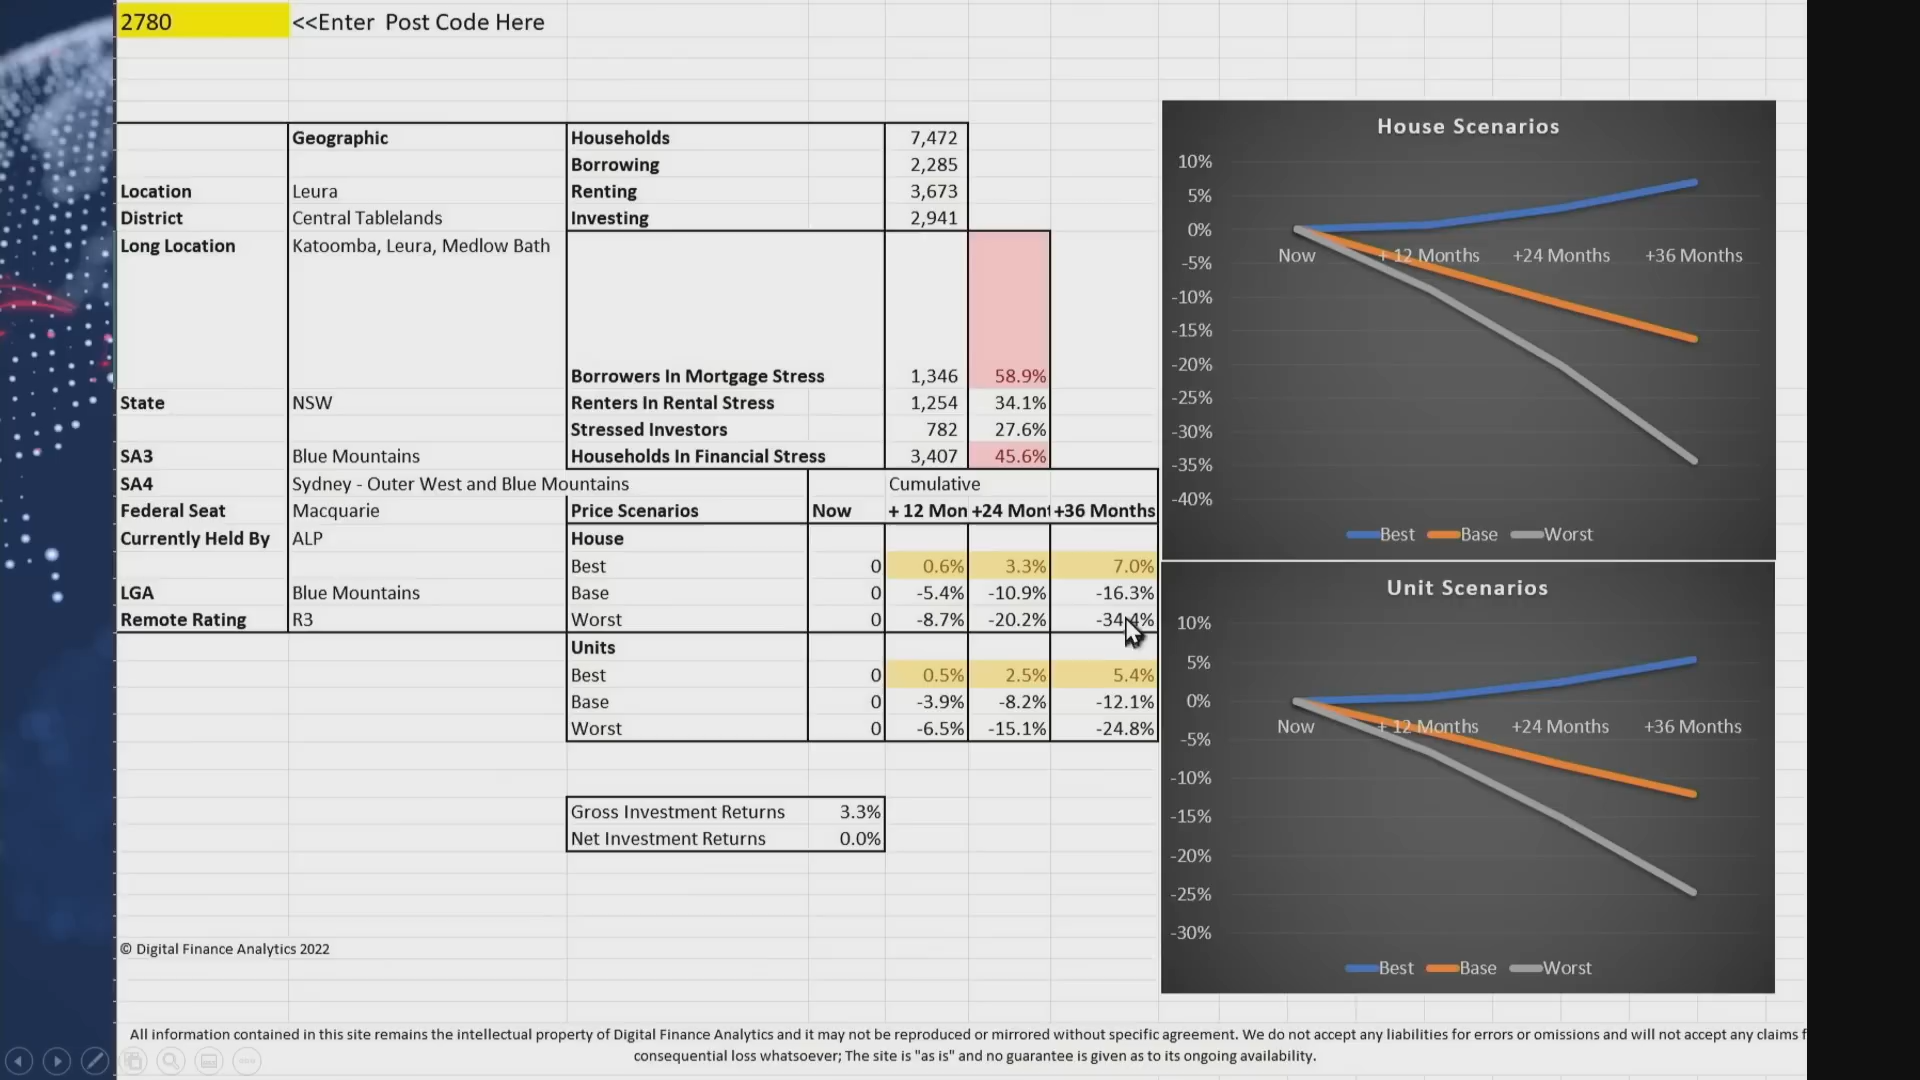 2780 <<Enter Post Code Here
Geographic Households 7,472
Borrowing 2,285
Location Leura Renting 3,673
District Central Tablelands Investing 2,941
Long Location Katoomba, Leura, Medlow Bath
Borrowers In Mortgage Stress 1,346 58.9%
State NSW Renters In Rental Stress 1,254 34.1%
Stressed Investors 782 27.6%
SA3 Blue Mountains Households In Financial Stress 3,407 45.6%
SA4 Sydney - Outer West and Blue Mountains Cumulative
Federal Seat Macquarie Price Scenarios Now + 12 Mon +24 Mont +36 Months
Currently Held By ALP House
Best 0 0.6% 3.3% 7.0%
LGA Blue Mountains Base 0 -5.4% -10.9% -16.3%
Remote Rating R3 Worst 0 -8.7% -20.2% -34.4%
Units
Best 0 0.5% 2.5% 5.4%
Base 0 -3.9% -8.2% -12.1%
Worst 0 -6.5% -15.1% -24.8%
Gross Investment Returns 3.3%
Net Investment Returns 0.0%
© Digital Finance Analytics 2022
House Scenarios
10%
5%
0%
Now + 12 Months +24 Months +36 Months
-5%
-10%
-15%
-20%
-25%
-30%
-35%
-40%
Best Base Worst
Unit Scenarios
10%
5%
0%
Now + 12 Months +24 Months +36 Months
-5%
-10%
-15%
-20%
-25%
-30%
Best Base Worst
All information contained in this site remains the intellectual property of Digital Finance Analytics and it may not be reproduced or mirrored without specific agreement. We do not accept any liabilities for errors or omissions and will not accept any claims f
consequential loss whatsoever; The site is "as is" and no guarantee is given as to its ongoing availability.